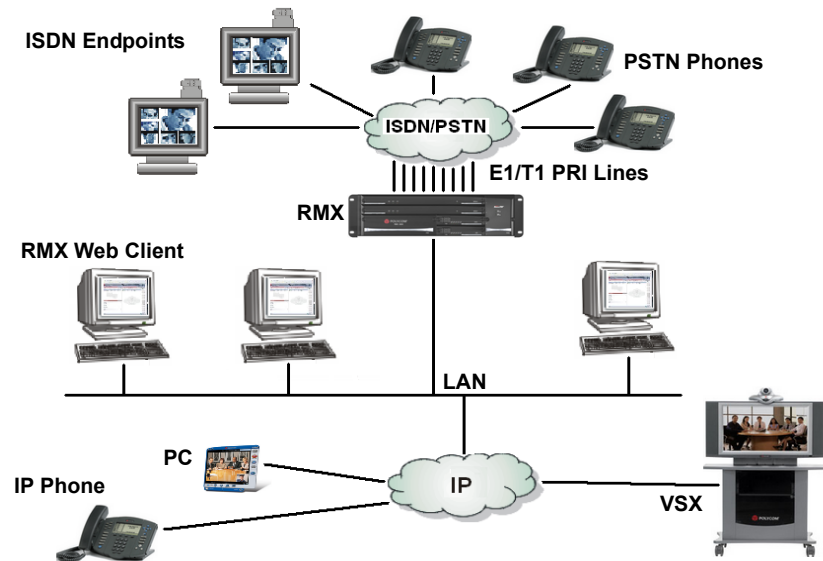 ISDN Endpoints
PSTN Phones
ISDN/PSTN
E1/T1 PRI Lines
RMX
RMX Web Client
LAN
PC
IP
IP Phone
VSX
POLYCOM